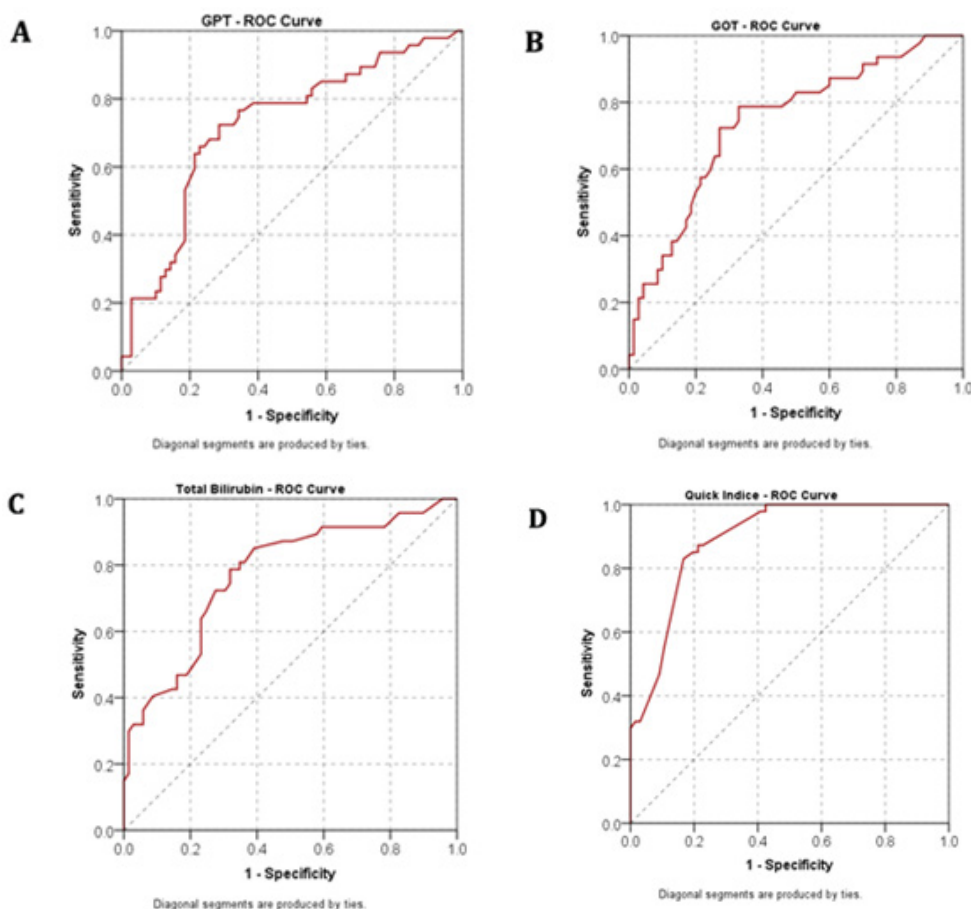 A
GPT - ROC Curve
1.0
0.8
0.6
0.4
0.2
0.0
Sensitivity
0.0 0.2 0.4 0.6 0.8 1.0
1 - Specificity
Diagonal segments are produced by ties.
B
GOT - ROC Curve
1.0
0.8
0.6
0.4
0.2
0.0
Sensitivity
0.0 0.2 0.4 0.6 0.8 1.0
1 - Specificity
Diagonal segments are produced by ties.
C
Total Bilirubin - ROC Curve
1.0
0.8
0.6
0.4
0.2
0.0
Sensitivity
0.0 0.2 0.4 0.6 0.8 1.0
1 - Specificity
Diagonal segments are produced by ties.
D
Quick Indice - ROC Curve
1.0
0.8
0.6
0.4
0.2
0.0
Sensitivity
0.0 0.2 0.4 0.6 0.8 1.0
1 - Specificity
Diagonal segments are produced by ties.